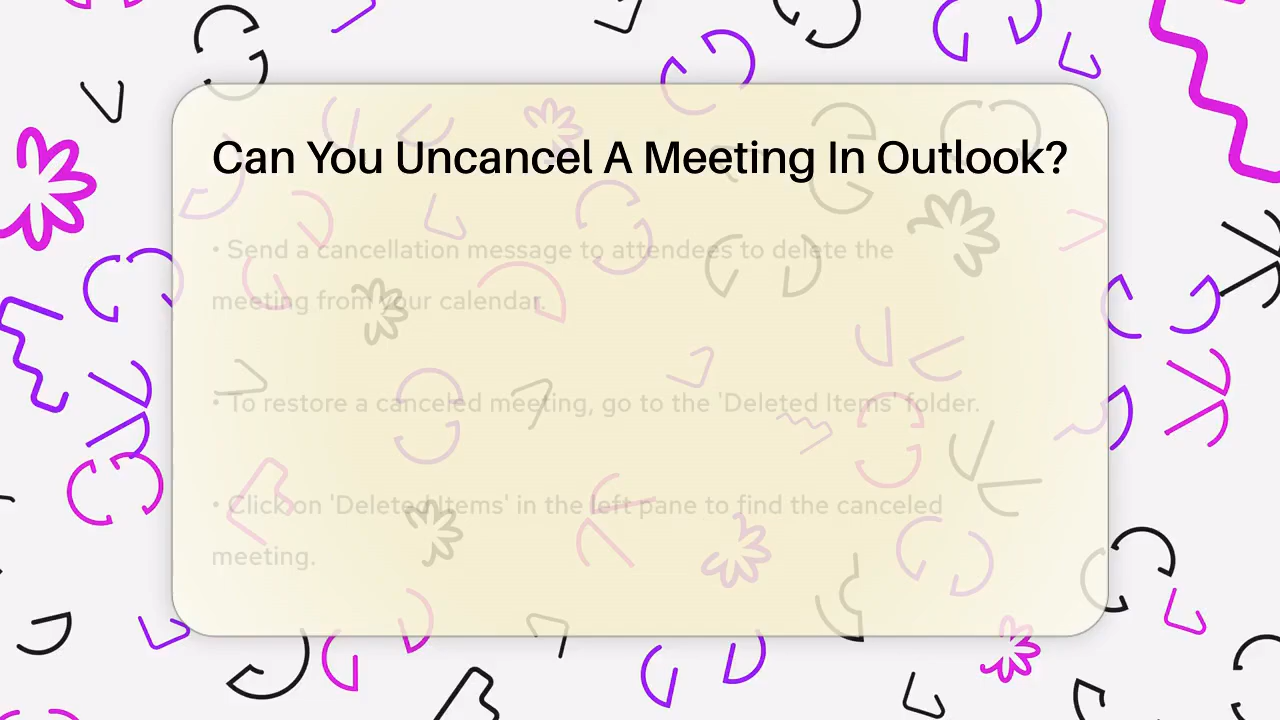 Can You Uncancel A Meeting In Outlook?
• Send a cancellation message to attendees to delete the
meeting from your calendar.
• To restore a canceled meeting, go to the 'Deleted Items' folder.
• Click on 'Deleted Items' in the left pane to find the canceled
meeting.